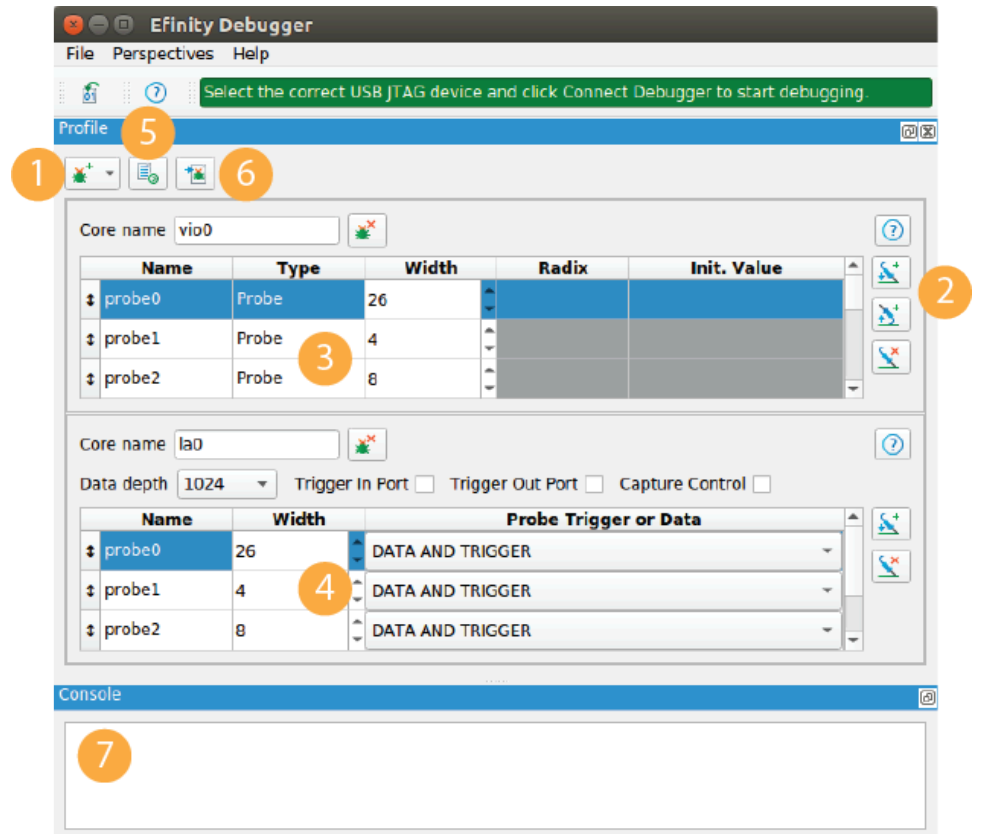 Efinity Debugger
File Perspectives Help
01 ? Select the correct USB JTAG device and click Connect Debugger to start debugging.
Profile
5
1
6
Core name vio0 ?
Name Type Width Radix Init. Value
2
probe0 Probe 26
probe1 Probe 4
3
probe2 Probe 8
Core name la0 ?
Data depth 1024 Trigger In Port Trigger Out Port Capture Control
Name Width Probe Trigger or Data
probe0 26 DATA AND TRIGGER
probe1 4 DATA AND TRIGGER
4
probe2 8 DATA AND TRIGGER
Console
7